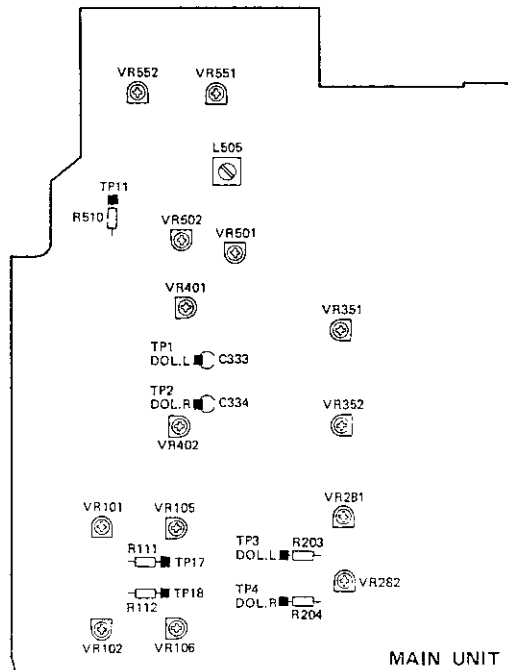 VR552
VR551
L505
TP11
R510
VR502
VR501
VR401
VR351
TP1
DOL.L
C333
TP2
DOL.R
C334
VR402
VR352
VR101
VR105
VR281
R111
TP17
TP3
DOL.L
R203
R112
TP18
VR282
TP4
DOL.R
R204
VR102
VR106
MAIN UNIT